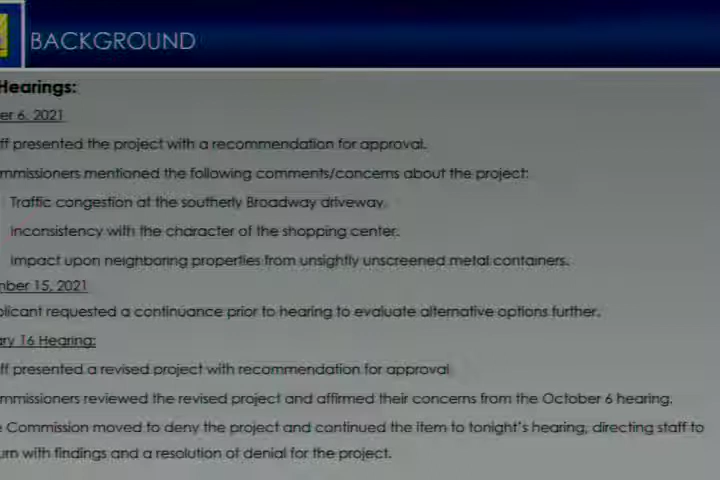 BACKGROUND
Hearings:
er 6, 2021
ff presented the project with a recommendation for approval.
mmissioners mentioned the following comments/concerns about the project:
Traffic congestion at the southerly Broadway driveway.
Inconsistency with the character of the shopping center.
Impact upon neighboring properties from unsightly unscreened metal containers.
mber 15, 2021
plicant requested a continuance prior to hearing to evaluate alternative options further.
ary 16 Hearing:
ff presented a revised project with recommendation for approval
mmissioners reviewed the revised project and affirmed their concerns from the October 6 hearing.
e Commission moved to deny the project and continued the item to tonight's hearing, directing staff to
urn with findings and a resolution of denial for the project.